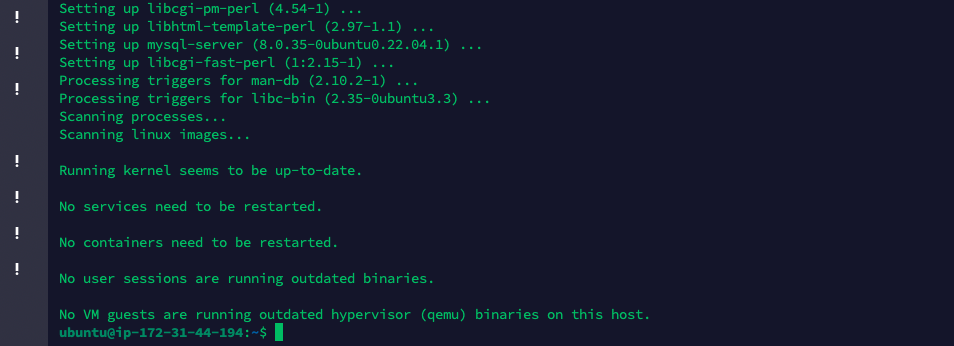 Setting up libcgi-pm-perl (4.54-1) ...
! Setting up libhtml-template-perl (2.97-1.1) ...
Setting up mysql-server (8.0.35-0ubuntu0.22.04.1) ...
! Setting up libcgi-fast-perl (1:2.15-1) ...
Processing triggers for man-db (2.10.2-1) ...
! Processing triggers for libc-bin (2.35-0ubuntu3.3) ...
Scanning processes...
Scanning linux images...
! Running kernel seems to be up-to-date.
! No services need to be restarted.
! No containers need to be restarted.
! No user sessions are running outdated binaries.
No VM guests are running outdated hypervisor (qemu) binaries on this host.
ubuntu@ip-172-31-44-194:~$